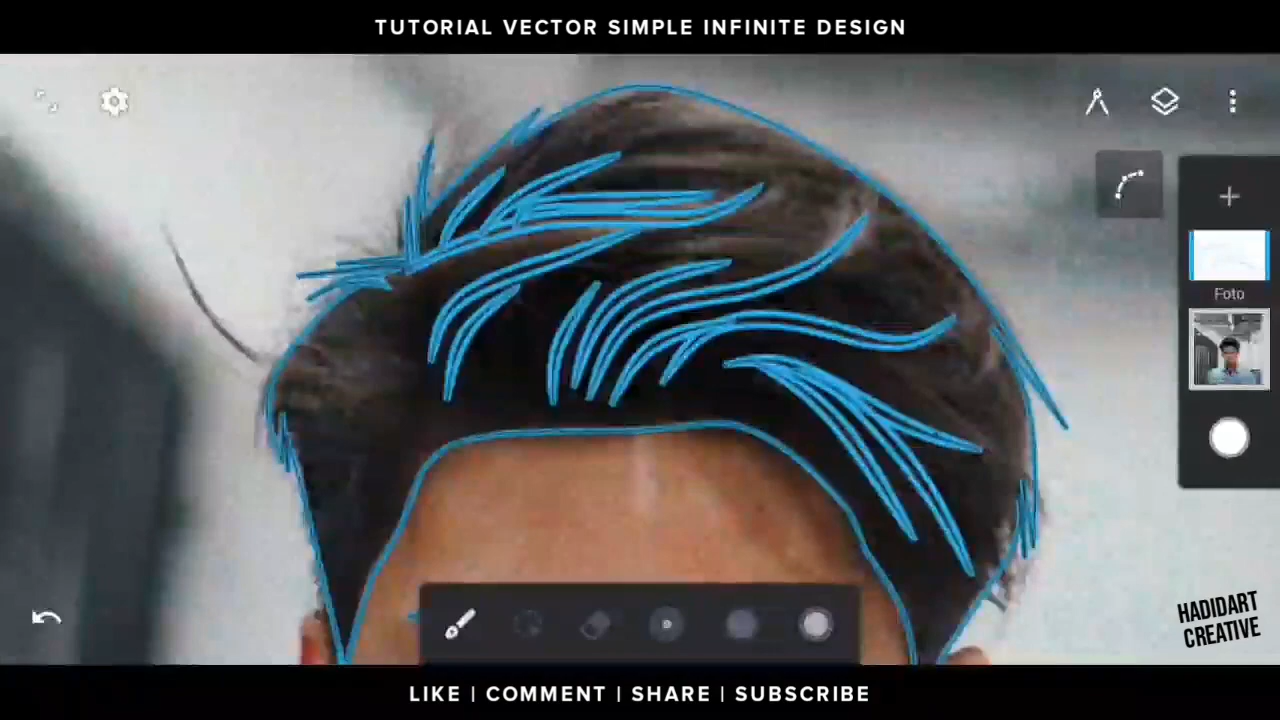 TUTORIAL VECTOR SIMPLE INFINITE DESIGN
Foto
HADIDART
CREATIVE
LIKE | COMMENT | SHARE | SUBSCRIBE